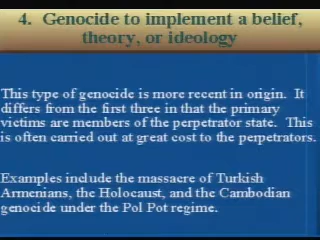 4. Genocide to implement a belief,
theory, or ideology
This type of genocide is more recent in origin. It
differs from the first three in that the primary
victims are members of the perpetrator state. This
is often carried out at great cost to the perpetrators.
Examples include the massacre of Turkish
Armenians, the Holocaust, and the Cambodian
genocide under the Pol Pot regime.